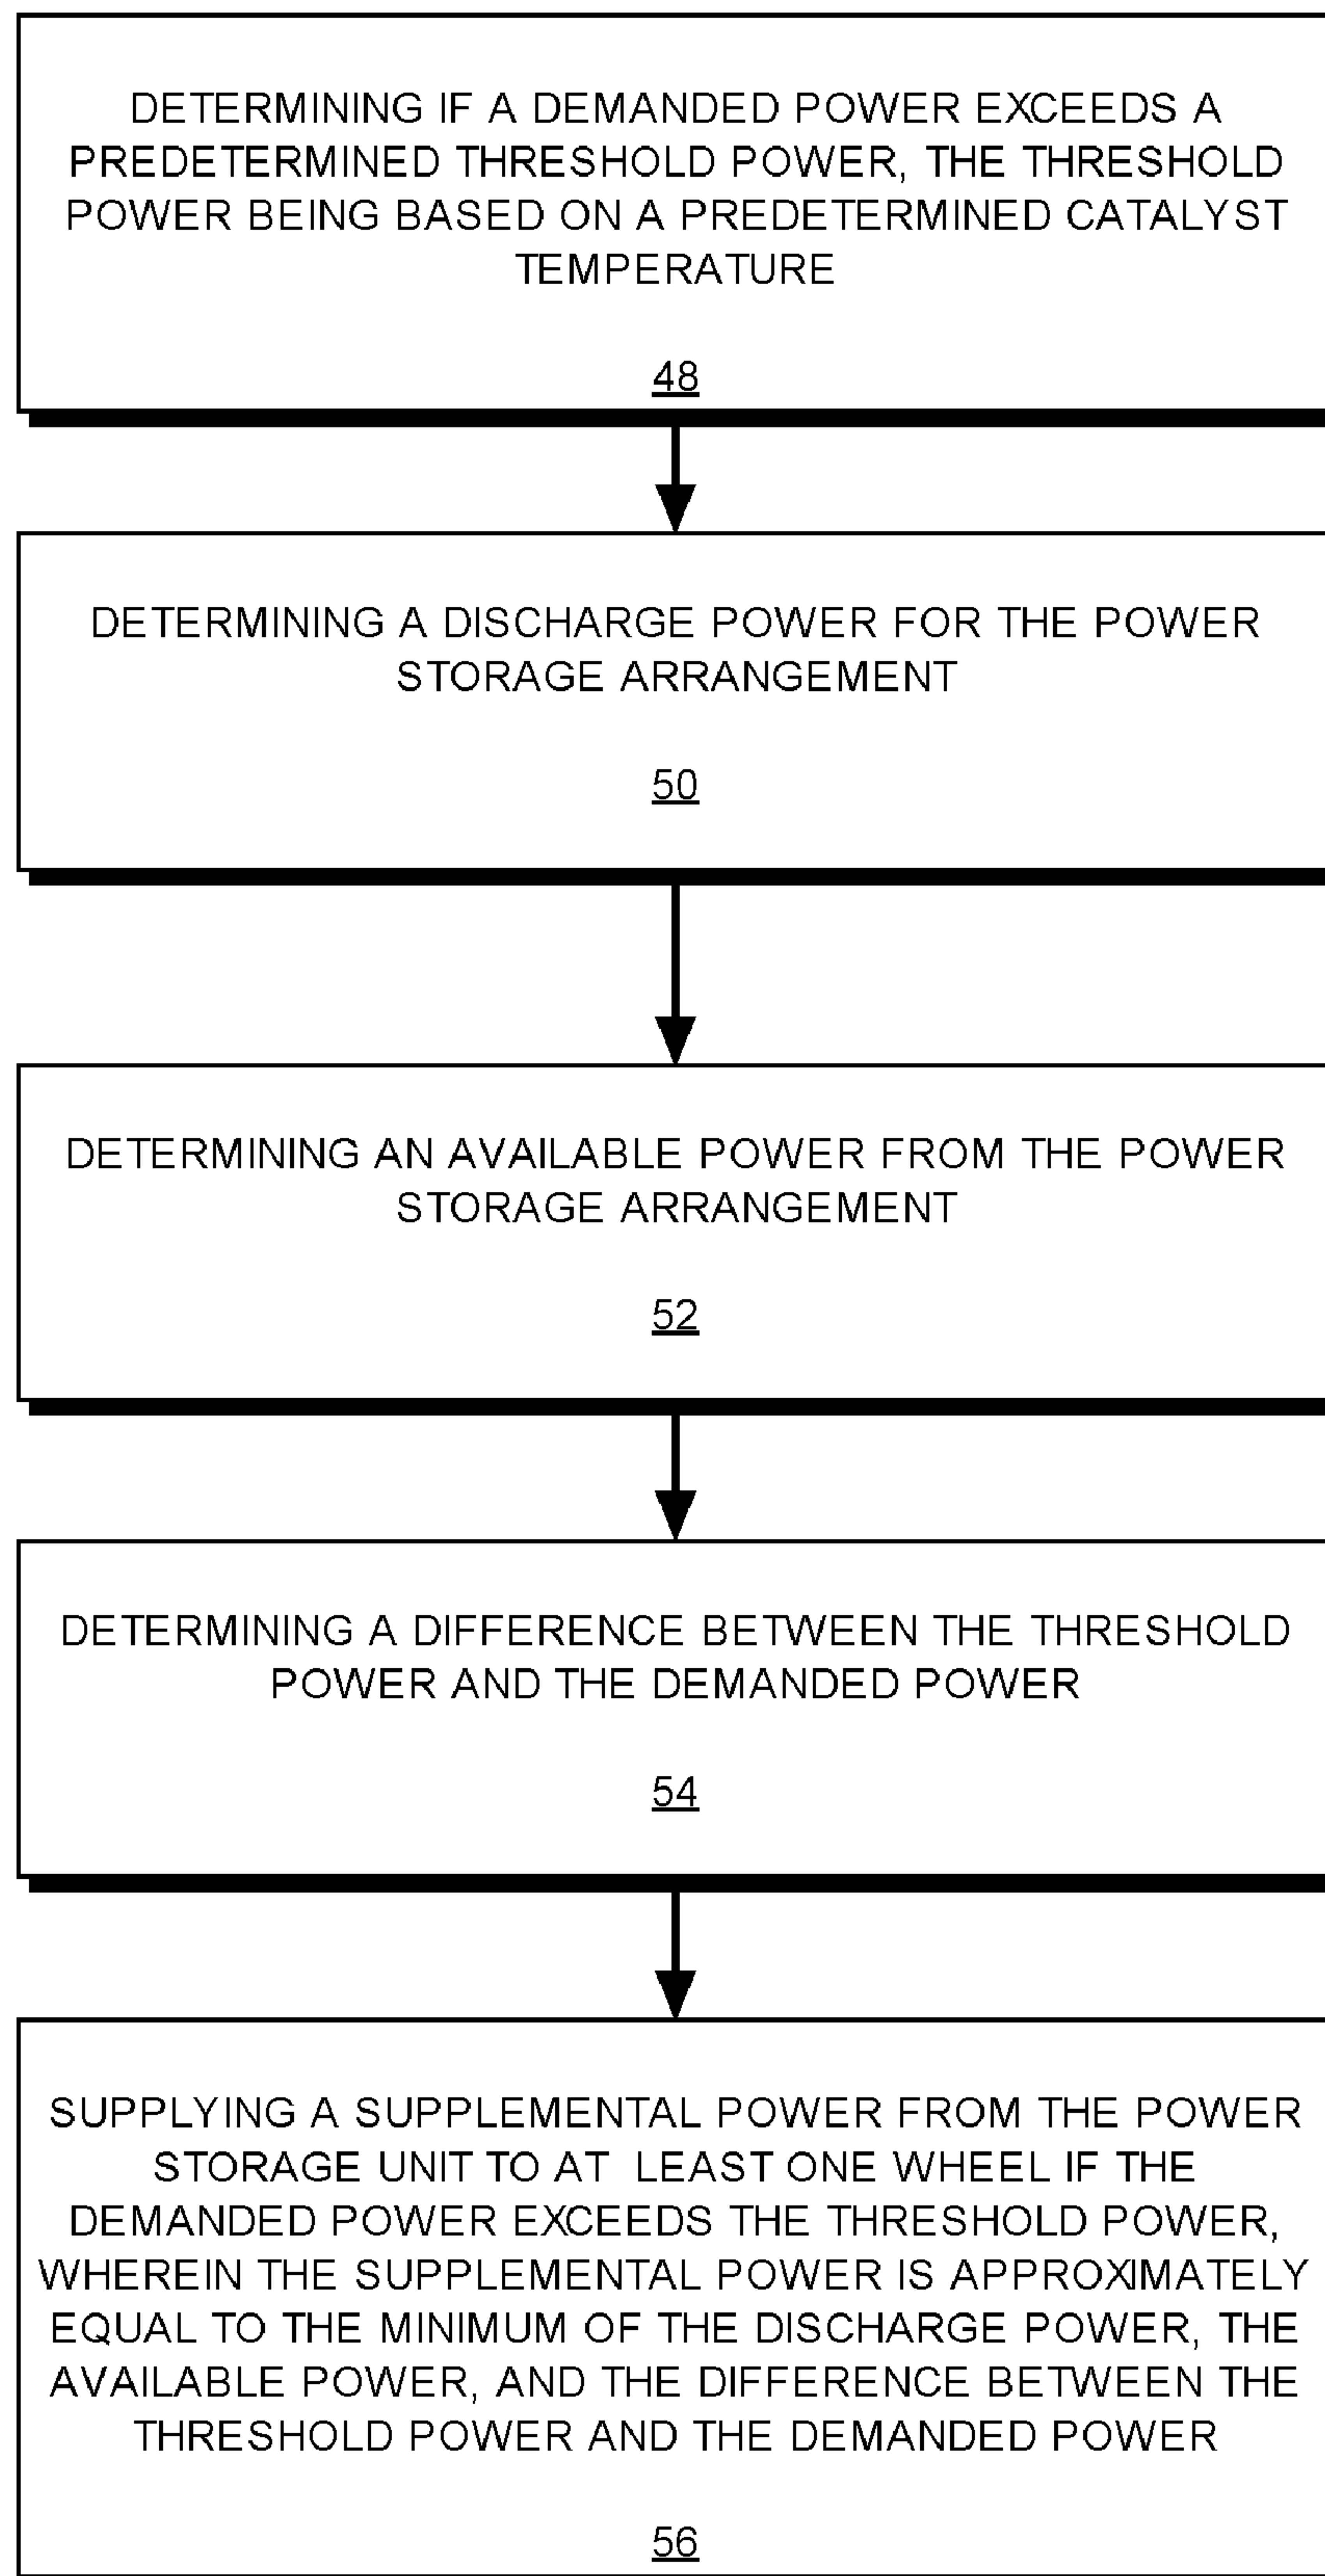 DETERMINING IF A DEMANDED POWER EXCEEDS A
PREDETERMINED THRESHOLD POWER, THE THRESHOLD
POWER BEING BASED ON A PREDETERMINED CATALYST
TEMPERATURE
48
DETERMINING A DISCHARGE POWER FOR THE POWER
STORAGE ARRANGEMENT
50
DETERMINING AN AVAILABLE POWER FROM THE POWER
STORAGE ARRANGEMENT
52
DETERMINING A DIFFERENCE BETWEEN THE THRESHOLD
POWER AND THE DEMANDED POWER
54
SUPPLYING A SUPPLEMENTAL POWER FROM THE POWER
STORAGE UNIT TO AT LEAST ONE WHEEL IF THE
DEMANDED POWER EXCEEDS THE THRESHOLD POWER,
WHEREIN THE SUPPLEMENTAL POWER IS APPROXIMATELY
EQUAL TO THE MINIMUM OF THE DISCHARGE POWER, THE
AVAILABLE POWER, AND THE DIFFERENCE BETWEEN THE
THRESHOLD POWER AND THE DEMANDED POWER
56